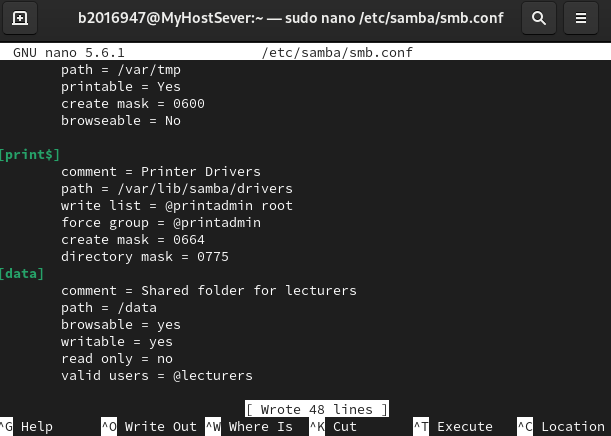 b2016947@MyHostSever:~ — sudo nano /etc/samba/smb.conf
GNU nano 5.6.1 /etc/samba/smb.conf
path = /var/tmp
printable = Yes
create mask = 0600
browseable = No
[print$]
comment = Printer Drivers
path = /var/lib/samba/drivers
write list = @printadmin root
force group = @printadmin
create mask = 0664
directory mask = 0775
[data]
comment = Shared folder for lecturers
path = /data
browsable = yes
writable = yes
read only = no
valid users = @lecturers
[ Wrote 48 lines ]
^G Help ^O Write Out ^W Where Is ^K Cut ^T Execute ^C Location